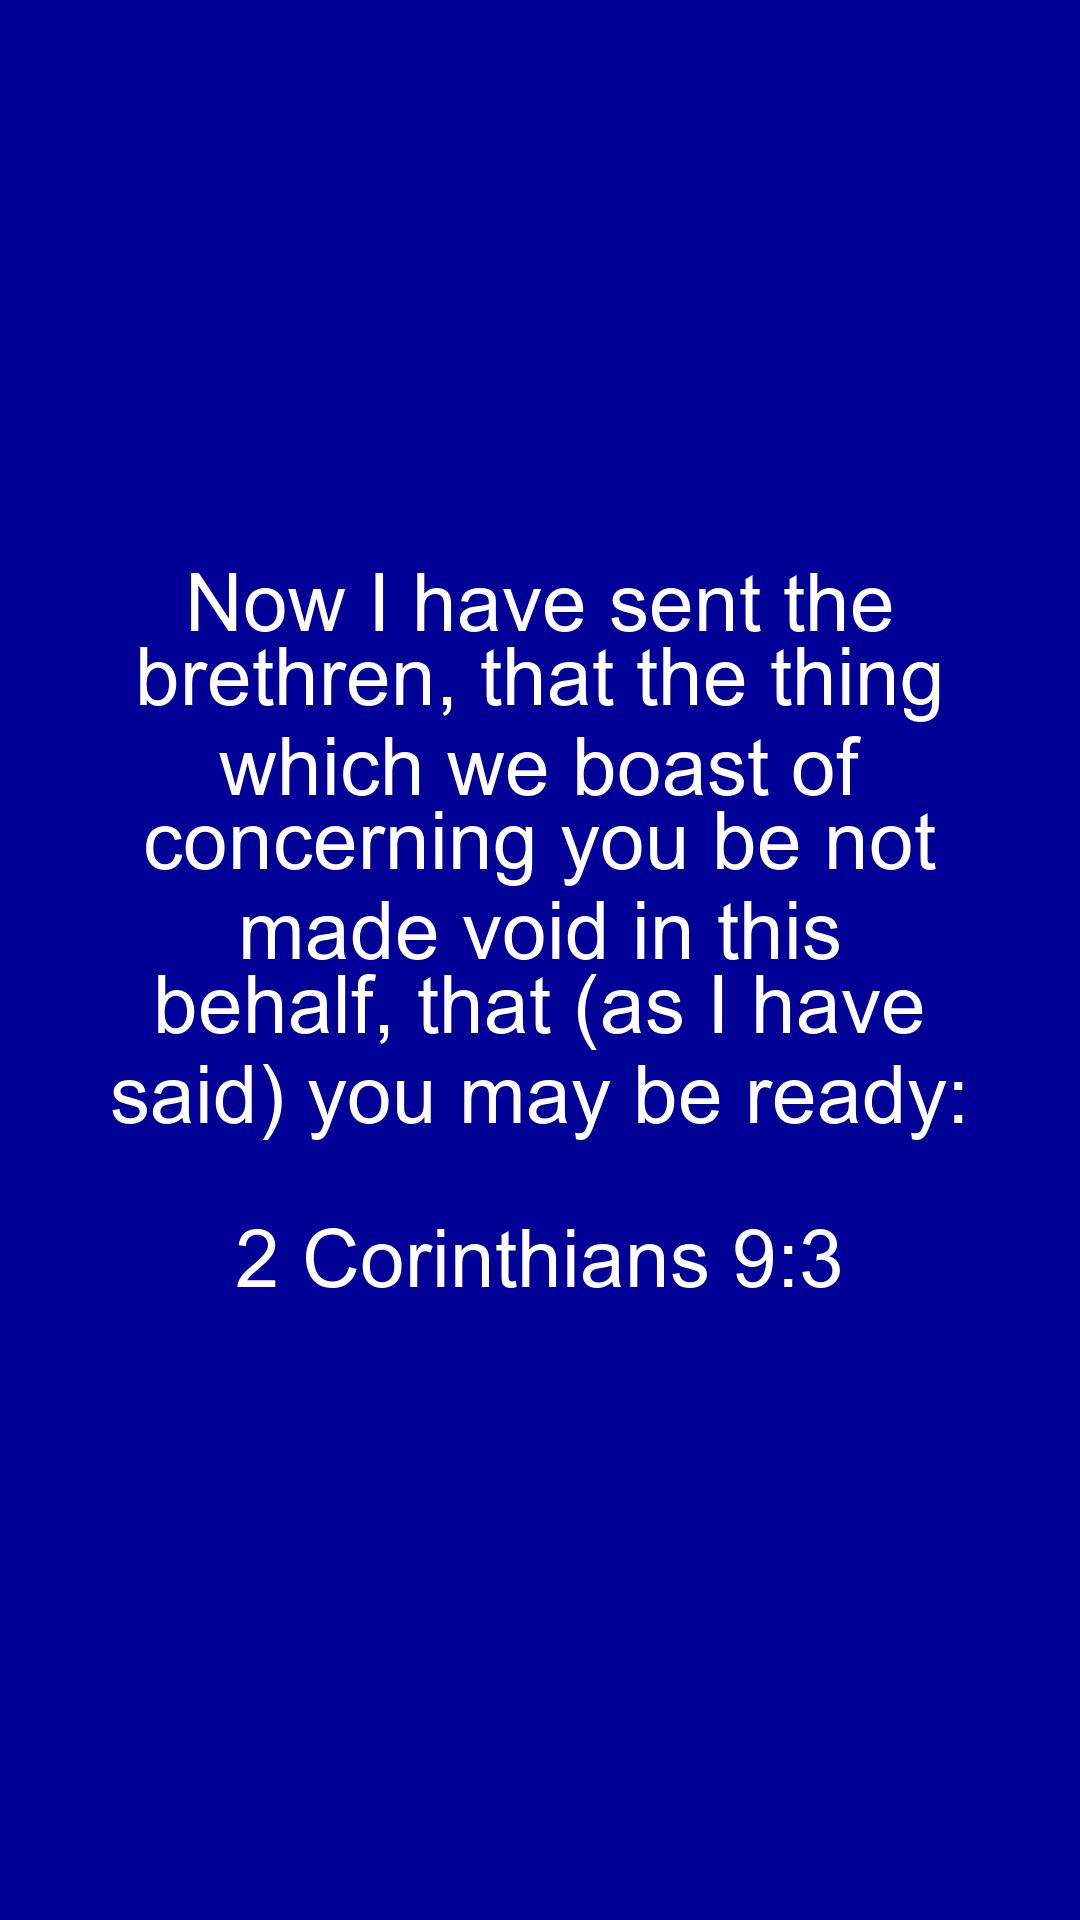 Now I have sent the
brethren, that the thing
which we boast of
concerning you be not
made void in this
behalf, that (as I have
said) you may be ready:
2 Corinthians 9:3